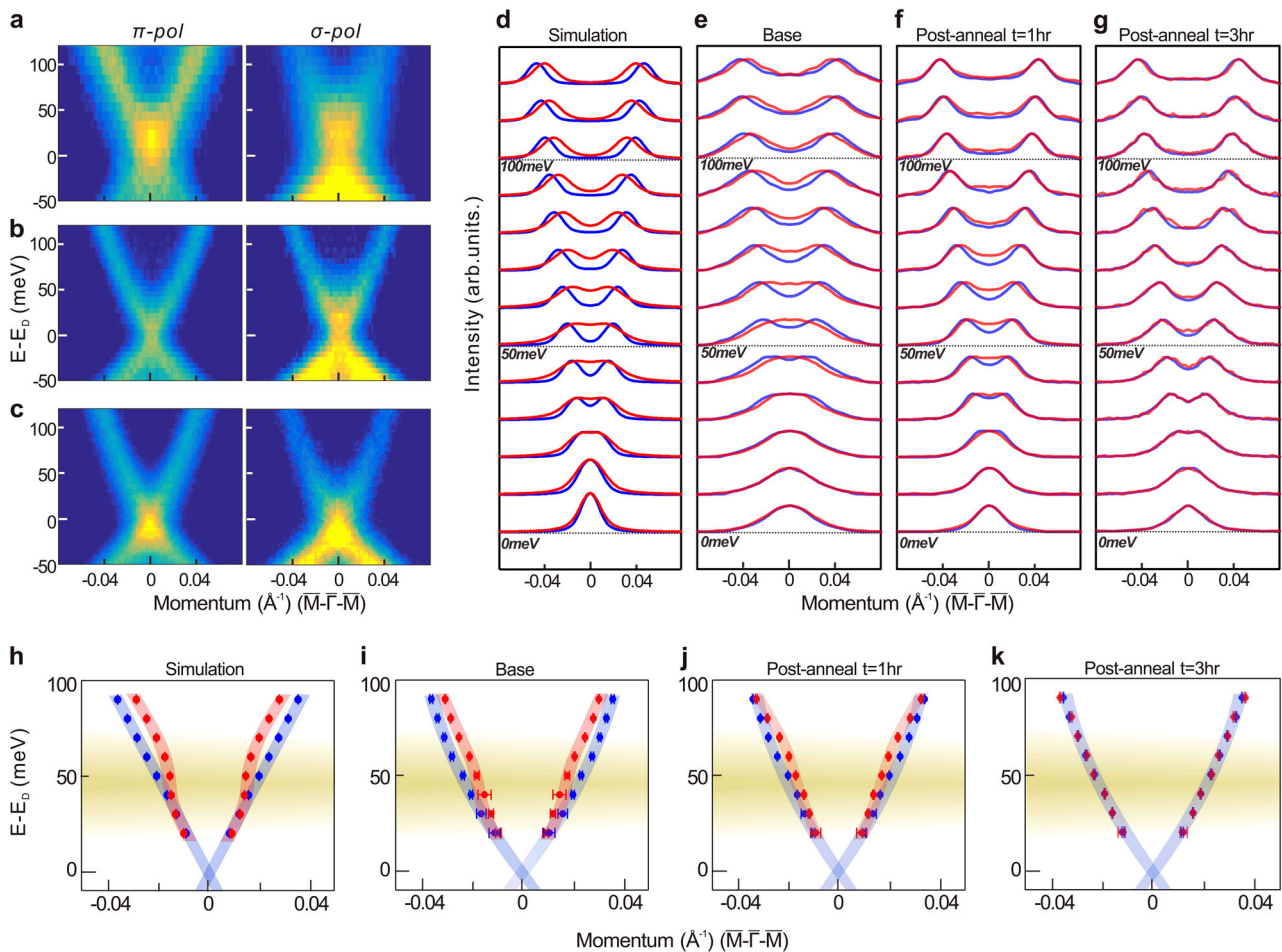 a
π-pol
σ-pol
100
50
0
-50
b
100
50
0
-50
c
100
50
0
-50
E-E_D (meV)
-0.04 0 0.04
-0.04 0 0.04
Momentum (Å⁻¹) (M̅-Γ̅-M̅)
d
Simulation
e
Base
f
Post-anneal t=1hr
g
Post-anneal t=3hr
Intensity (arb.units.)
100meV
100meV
100meV
100meV
50meV
50meV
50meV
50meV
0meV
0meV
0meV
0meV
-0.04 0 0.04
-0.04 0 0.04
-0.04 0 0.04
-0.04 0 0.04
Momentum (Å⁻¹) (M̅-Γ̅-M̅)
h
Simulation
i
Base
j
Post-anneal t=1hr
k
Post-anneal t=3hr
E-E_D (meV)
100
50
0
100
50
0
100
50
0
100
50
0
-0.04 0 0.04
-0.04 0 0.04
-0.04 0 0.04
-0.04 0 0.04
Momentum (Å⁻¹) (M̅-Γ̅-M̅)